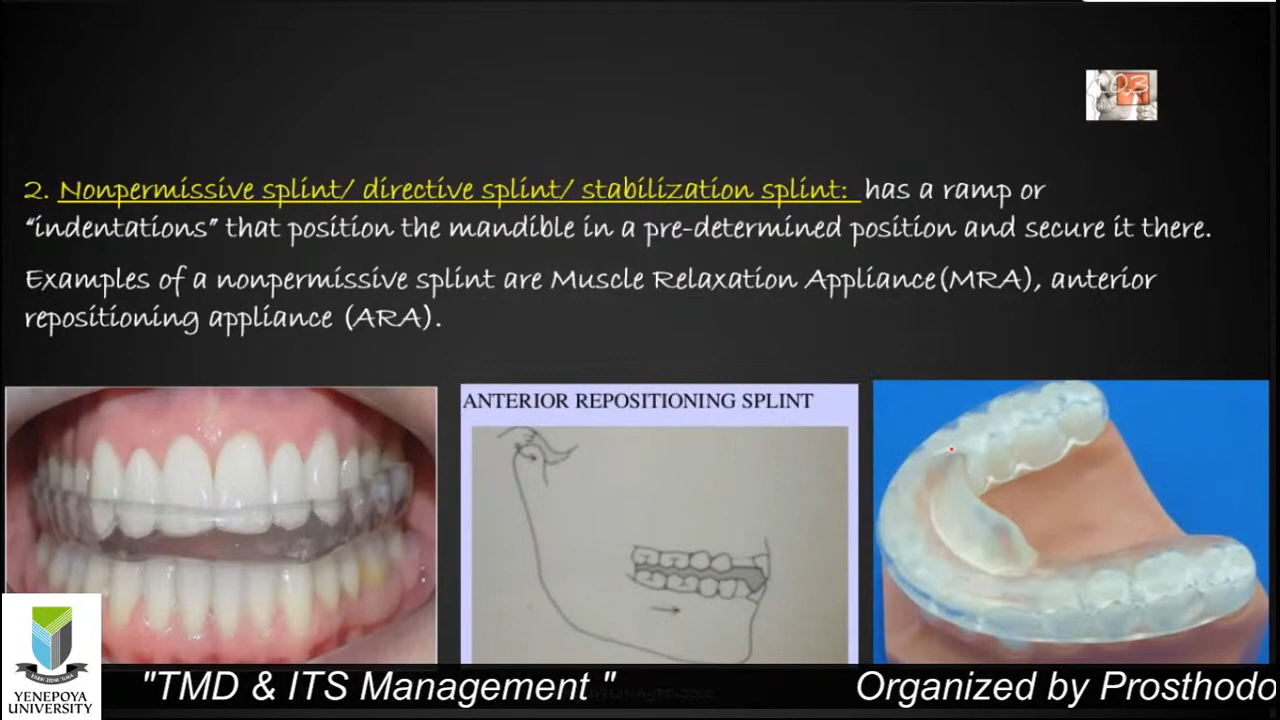 2. Nonpermissive splint/ directive splint/ stabilization splint: has a ramp or
“indentations” that position the mandible in a pre-determined position and secure it there.
Examples of a nonpermissive splint are Muscle Relaxation Appliance(MRA), anterior
repositioning appliance (ARA).
ANTERIOR REPOSITIONING SPLINT
YENEPOYA
UNIVERSITY
"TMD & ITS Management " Organized by Prosthodo